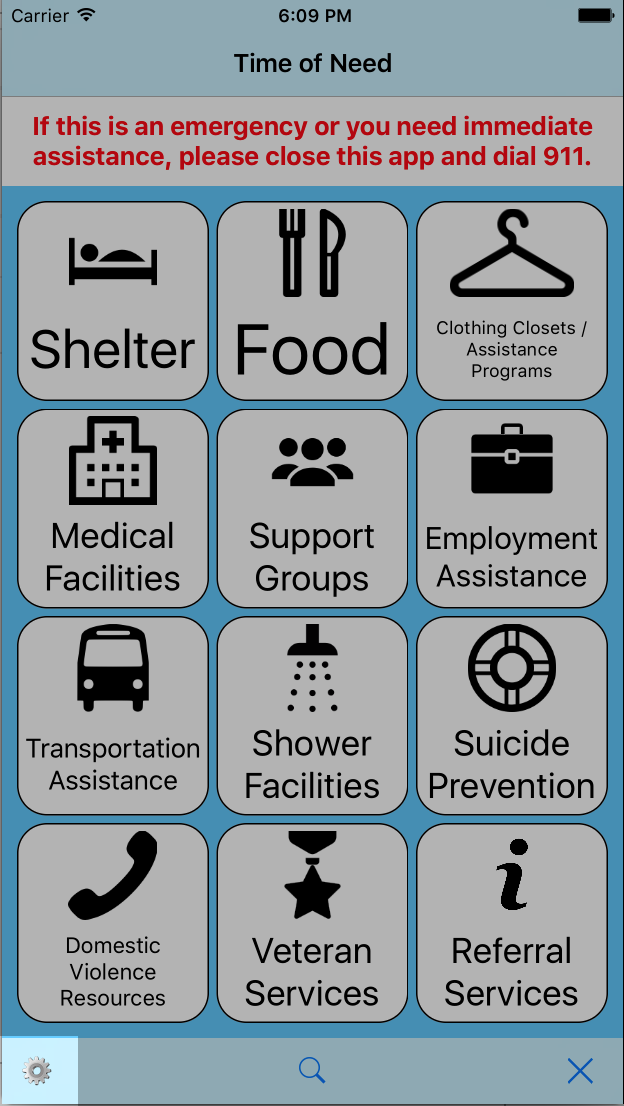 Carrier 6:09 PM
Time of Need
If this is an emergency or you need immediate
assistance, please close this app and dial 911.
Shelter
Food
Clothing Closets /
Assistance
Programs
Medical
Facilities
Support
Groups
Employment
Assistance
Transportation
Assistance
Shower
Facilities
Suicide
Prevention
Domestic
Violence
Resources
Veteran
Services
Referral
Services